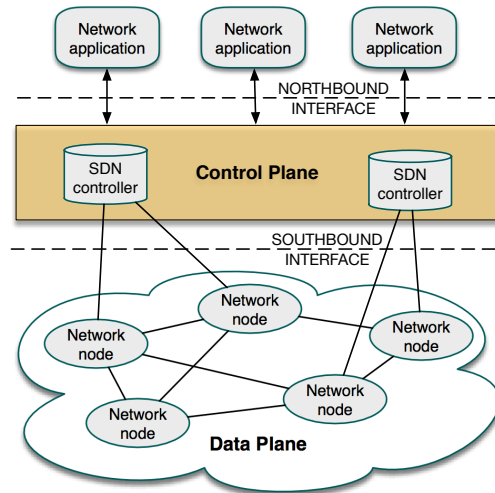 Network
application
Network
application
Network
application
NORTHBOUND
INTERFACE
SDN
controller
Control Plane
SDN
controller
SOUTHBOUND
INTERFACE
Network
node
Network
node
Network
node
Network
node
Network
node
Data Plane